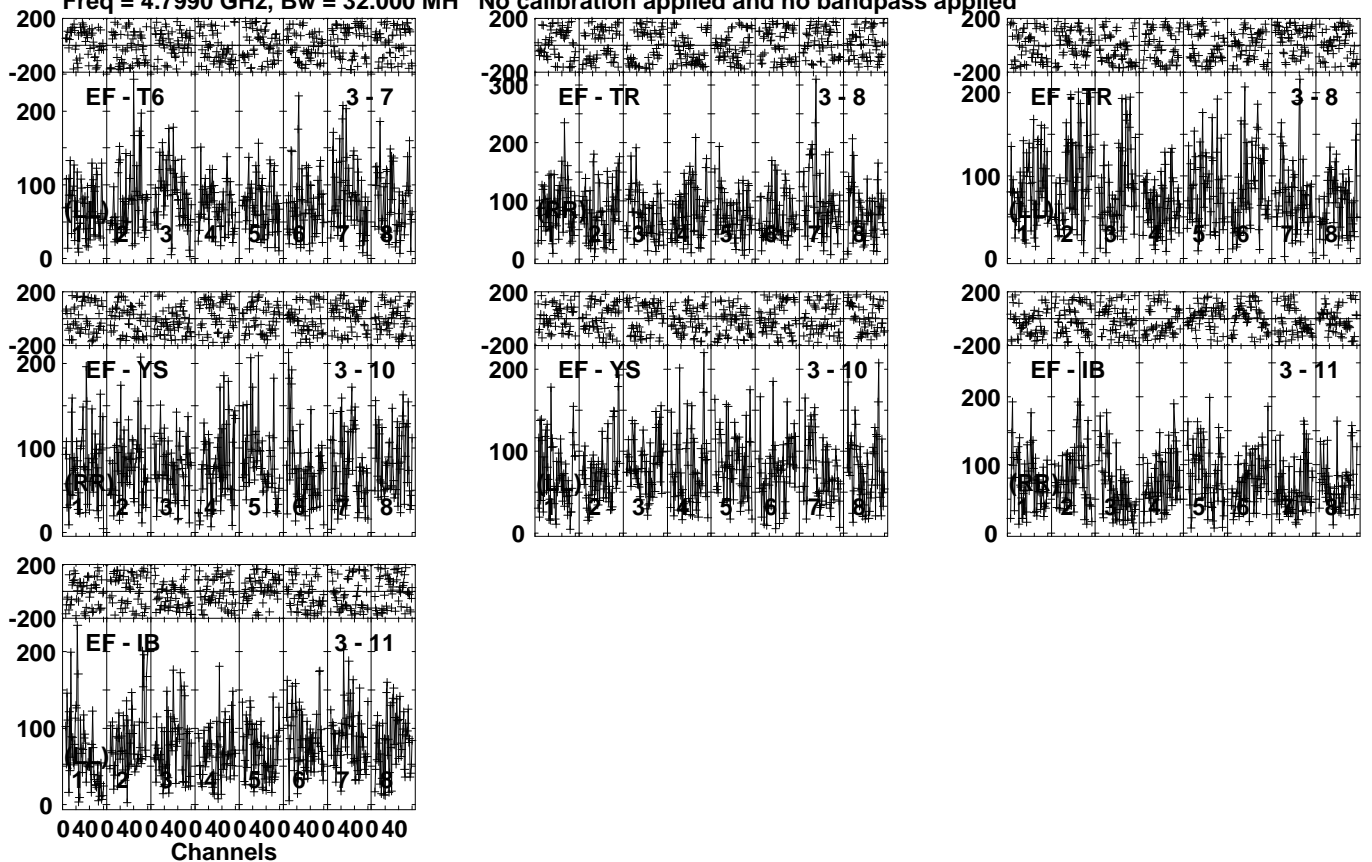 Freq = 4.7990 GHz, Bw = 32.000 MH No calibration applied and no bandpass applied
200 200 200
-200 -200 -200
EF - T6 3 - 7
200
100
0
(LL)
1 2 3 4 5 6 7 8
EF - TR 3 - 8
300
200
100
0
(RR)
1 2 3 4 5 6 7 8
EF - TR 3 - 8
200
100
0
(LL)
1 2 3 4 5 6 7 8
200 200 200
-200 -200 -200
EF - YS 3 - 10
200
100
0
(RR)
1 2 3 4 5 6 7 8
EF - YS 3 - 10
200
100
0
(LL)
1 2 3 4 5 6 7 8
EF - IB 3 - 11
200
100
0
(RR)
1 2 3 4 5 6 7 8
200
-200
EF - IB 3 - 11
200
100
0
(LL)
1 2 3 4 5 6 7 8
0 40 0 40 0 40 0 40 0 40 0 40 0 40 0 40
Channels